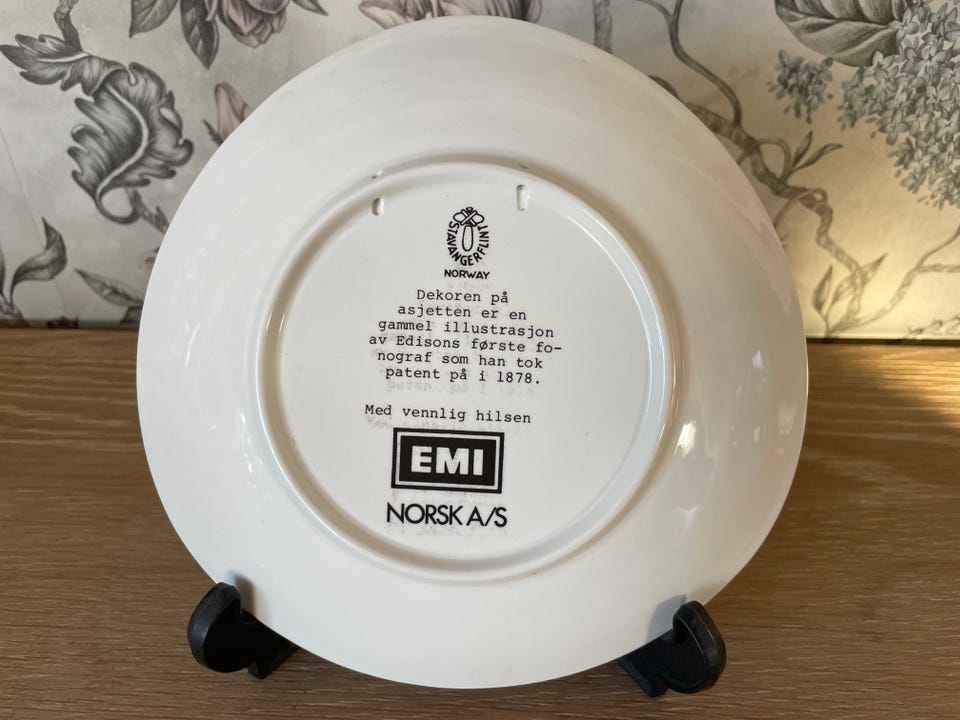 STAVANGERFLINT
NORWAY
Dekoren på
asjetten er en
gammel illustrasjon
av Edisons første fo-
nograf som han tok
patent på i 1878.
Med vennlig hilsen
EMI
NORSK A/S